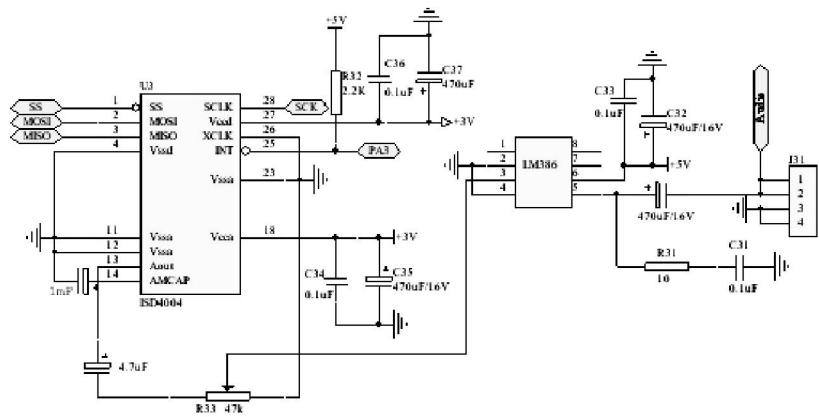 +5V
U3
R32
2.2K
C36
0.1uF
C37
470uF
+3V
SS
MOSI
MISO
1
2
3
4
SS
MOSI
MISO
Vssd
SCLK
Vccd
XCLK
INT
28
27
26
25
SCK
PA3
Vssa
23
11
12
13
14
Vssa
Vssa
Aout
AMCAP
Vcca
18
+3V
1mF
ISD4004
C34
0.1uF
C35
470uF/16V
4.7uF
R33 47k
1
2
3
4
LM386
8
7
6
5
C33
0.1uF
C32
470uF/16V
+5V
470uF/16V
Audio
J31
1
2
3
4
R31
10
C31
0.1uF